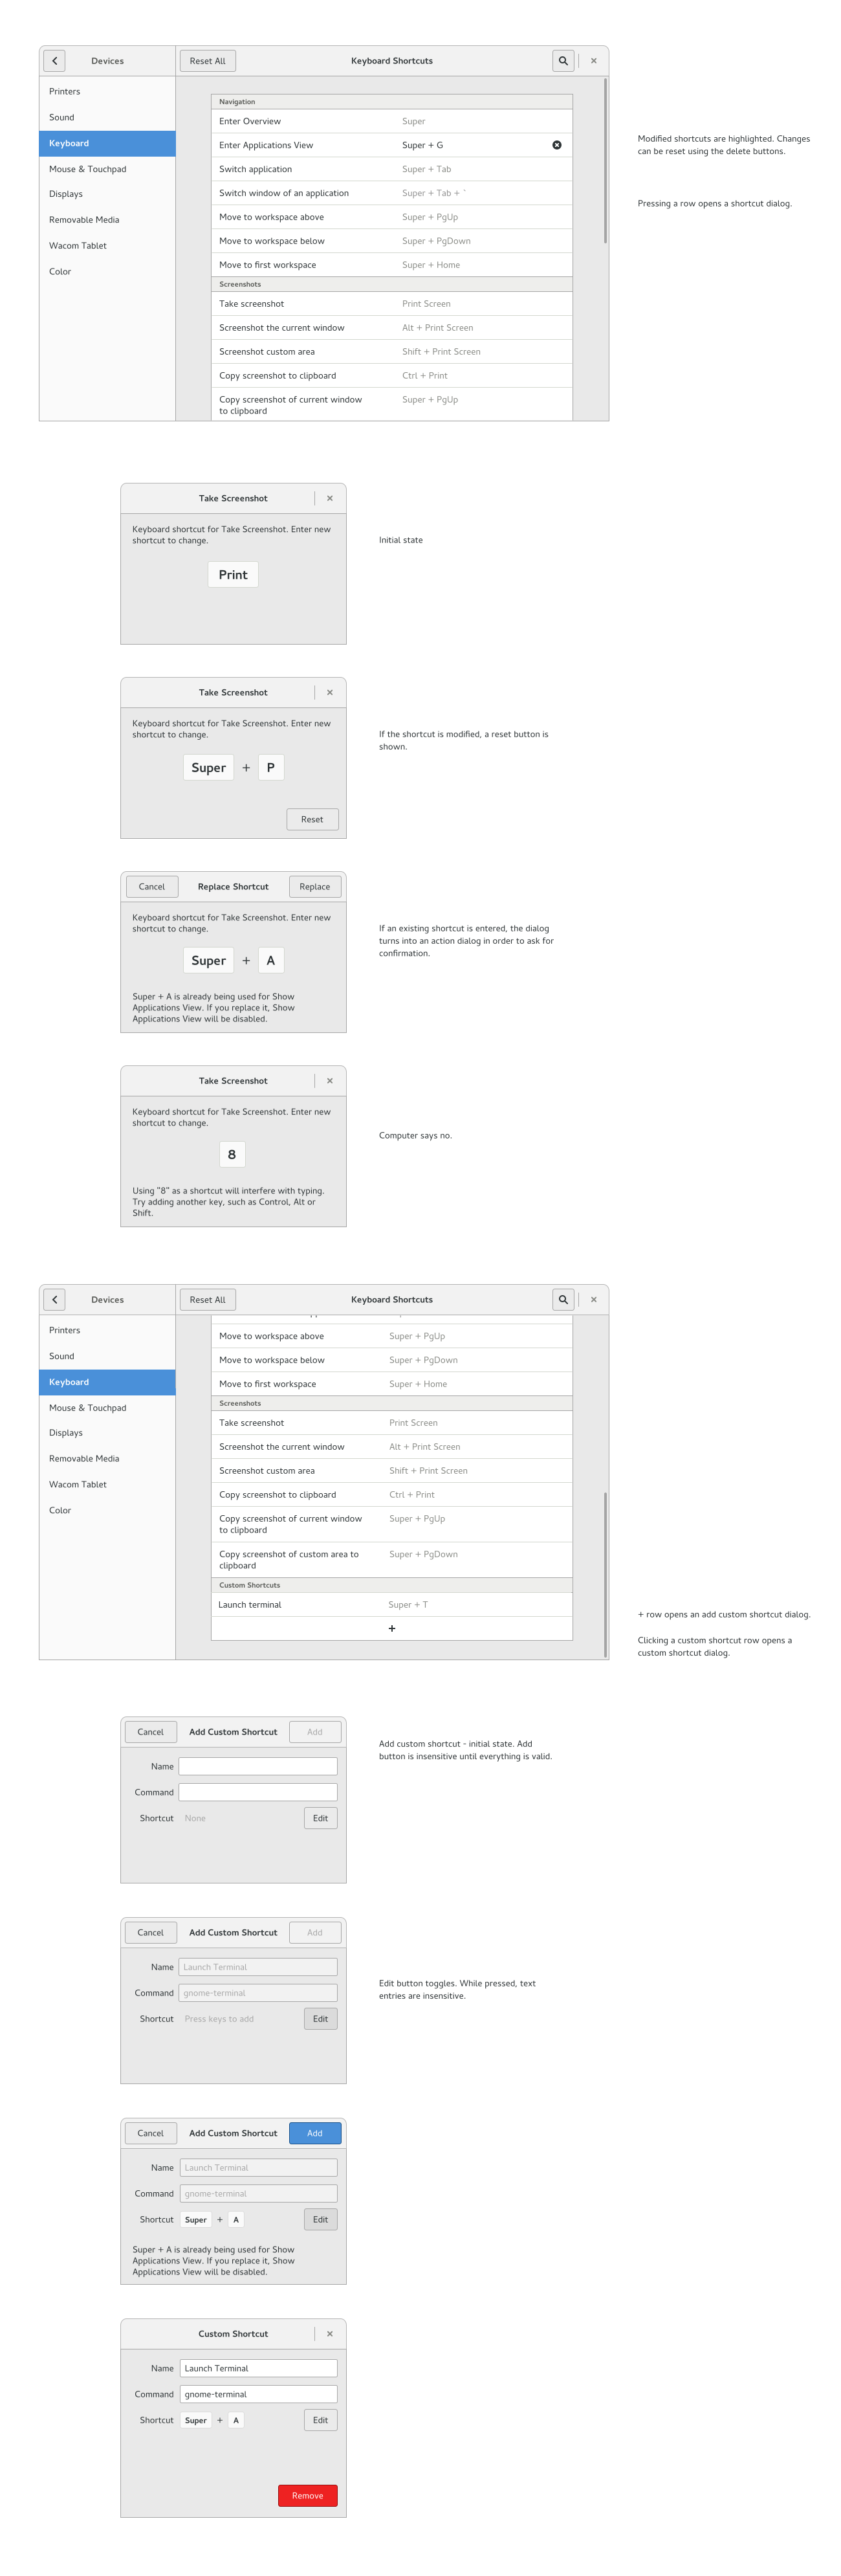 Devices
Reset All
Keyboard Shortcuts
Printers
Sound
Keyboard
Mouse & Touchpad
Displays
Removable Media
Wacom Tablet
Color
Navigation
Enter Overview Super
Enter Applications View Super + G
Switch application Super + Tab
Switch window of an application Super + Tab + `
Move to workspace above Super + PgUp
Move to workspace below Super + PgDown
Move to first workspace Super + Home
Screenshots
Take screenshot Print Screen
Screenshot the current window Alt + Print Screen
Screenshot custom area Shift + Print Screen
Copy screenshot to clipboard Ctrl + Print
Copy screenshot of current window Super + PgUp
to clipboard
Modified shortcuts are highlighted. Changes
can be reset using the delete buttons.
Pressing a row opens a shortcut dialog.
Take Screenshot
Keyboard shortcut for Take Screenshot. Enter new
shortcut to change.
Print
Initial state
Take Screenshot
Keyboard shortcut for Take Screenshot. Enter new
shortcut to change.
Super + P
Reset
If the shortcut is modified, a reset button is
shown.
Cancel
Replace Shortcut
Replace
Keyboard shortcut for Take Screenshot. Enter new
shortcut to change.
Super + A
Super + A is already being used for Show
Applications View. If you replace it, Show
Applications View will be disabled.
If an existing shortcut is entered, the dialog
turns into an action dialog in order to ask for
confirmation.
Take Screenshot
Keyboard shortcut for Take Screenshot. Enter new
shortcut to change.
8
Using "8" as a shortcut will interfere with typing.
Try adding another key, such as Control, Alt or
Shift.
Computer says no.
Devices
Reset All
Keyboard Shortcuts
Printers
Sound
Keyboard
Mouse & Touchpad
Displays
Removable Media
Wacom Tablet
Color
Move to workspace above Super + PgUp
Move to workspace below Super + PgDown
Move to first workspace Super + Home
Screenshots
Take screenshot Print Screen
Screenshot the current window Alt + Print Screen
Screenshot custom area Shift + Print Screen
Copy screenshot to clipboard Ctrl + Print
Copy screenshot of current window Super + PgUp
to clipboard
Copy screenshot of custom area to Super + PgDown
clipboard
Custom Shortcuts
Launch terminal Super + T
+
+ row opens an add custom shortcut dialog.
Clicking a custom shortcut row opens a
custom shortcut dialog.
Cancel
Add Custom Shortcut
Add
Name
Command
Shortcut None Edit
Add custom shortcut - initial state. Add
button is insensitive until everything is valid.
Cancel
Add Custom Shortcut
Add
Name Launch Terminal
Command gnome-terminal
Shortcut Press keys to add Edit
Edit button toggles. While pressed, text
entries are insensitive.
Cancel
Add Custom Shortcut
Add
Name Launch Terminal
Command gnome-terminal
Shortcut Super + A Edit
Super + A is already being used for Show
Applications View. If you replace it, Show
Applications View will be disabled.
Custom Shortcut
Name Launch Terminal
Command gnome-terminal
Shortcut Super + A Edit
Remove